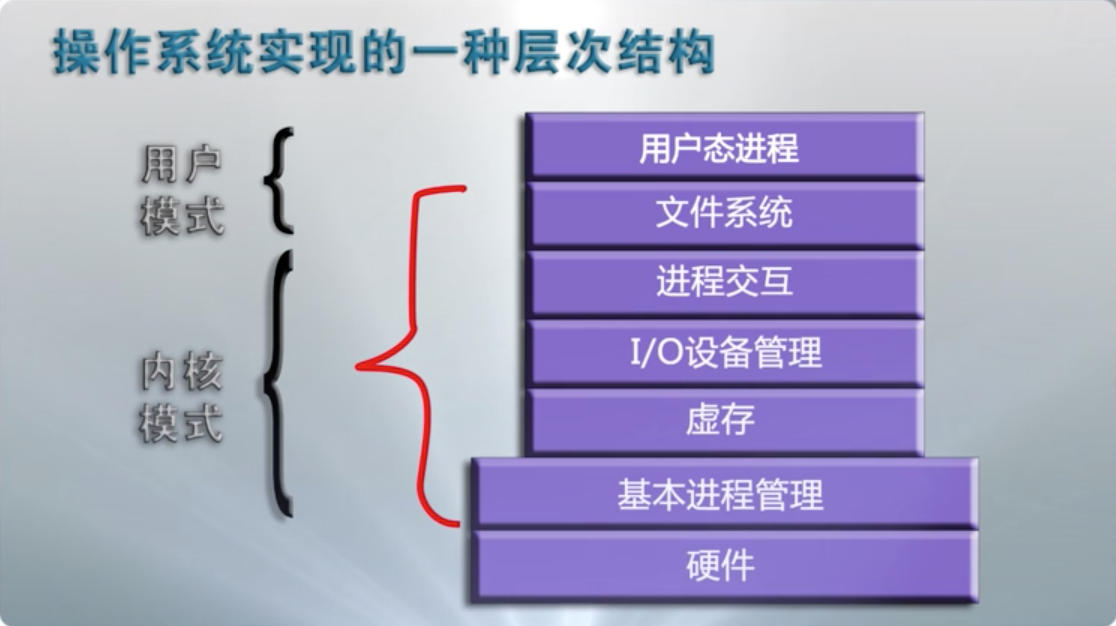 操作系统实现的一种层次结构
用户
模式
内核
模式
用户态进程
文件系统
进程交互
I/O设备管理
虚存
基本进程管理
硬件